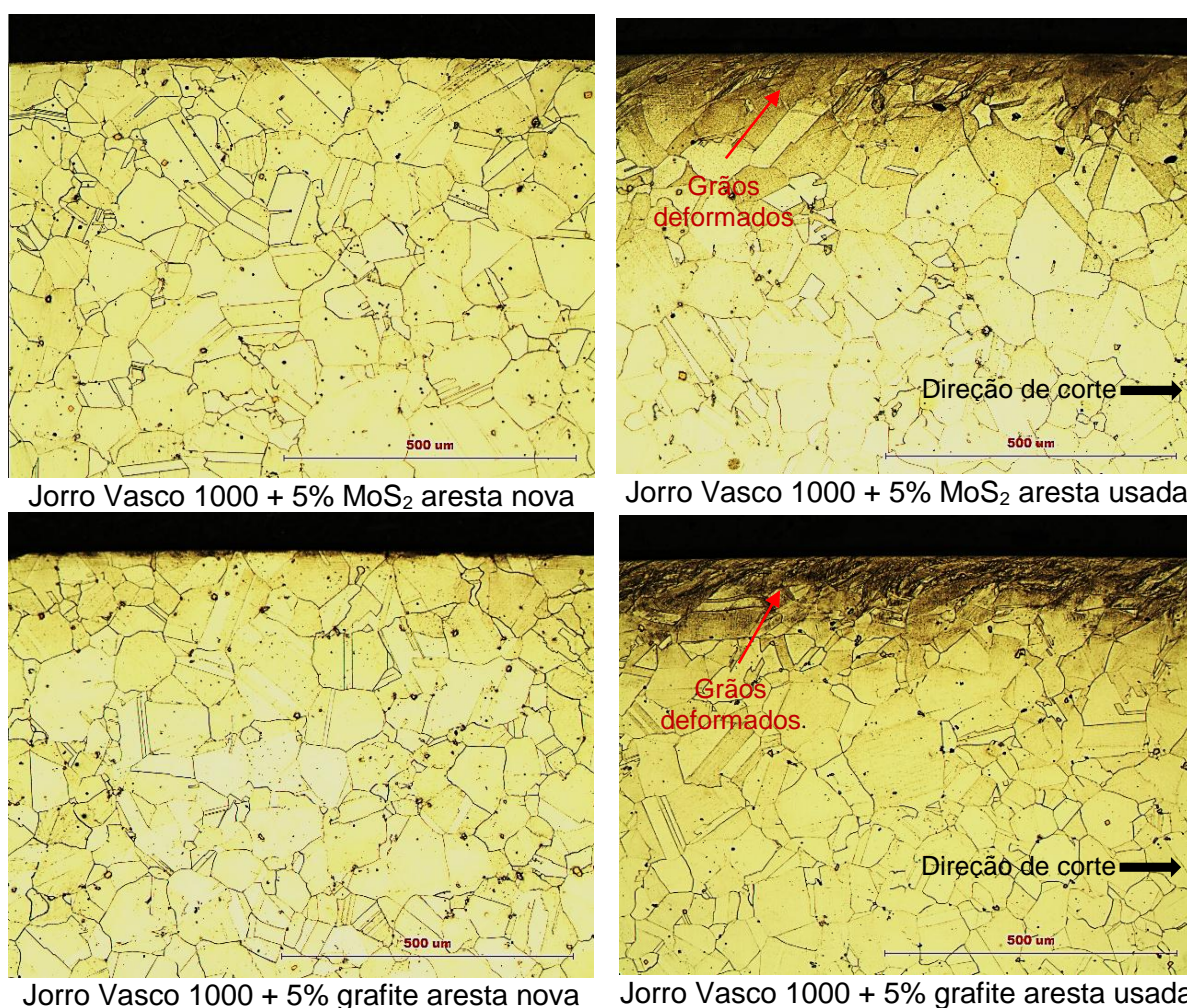 Grãos
deformados
Direção de corte
500 um
500 um
Jorro Vasco 1000 + 5% MoS₂ aresta nova
Jorro Vasco 1000 + 5% MoS₂ aresta usada
Grãos
deformados
Direção de corte
500 um
500 um
Jorro Vasco 1000 + 5% grafite aresta nova
Jorro Vasco 1000 + 5% grafite aresta usada